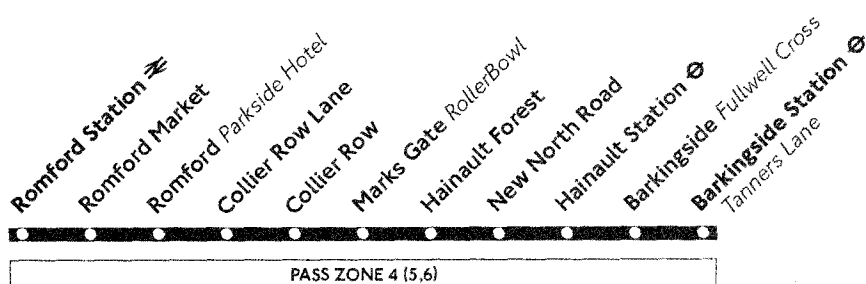 Romford Station
Romford Market
Romford Parkside Hotel
Collier Row Lane
Collier Row
Marks Gate RollerBowl
Hainault Forest
New North Road
Hainault Station
Barkingside Fullwell Cross
Barkingside Station
Tanners Lane
PASS ZONE 4 (5,6)